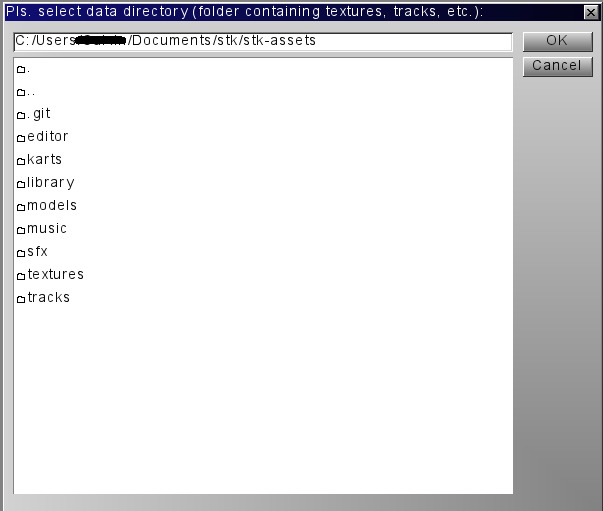 Pls. select data directory (folder containing textures, tracks, etc.):
C:/Users/ /Documents/stk/stk-assets
OK
Cancel
.
..
.git
editor
karts
library
models
music
sfx
textures
tracks